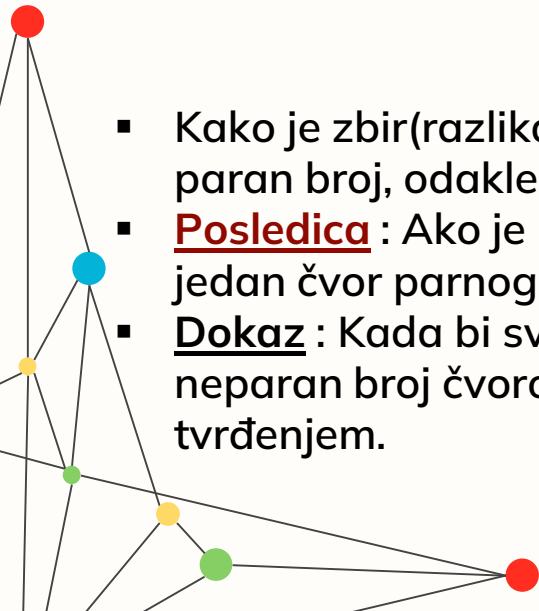 ▪ Kako je zbir(razlika
paran broj, odakle
▪ Posledica : Ako je
jedan čvor parnog
▪ Dokaz : Kada bi sv
neparan broj čvoro
tvrđenjem.